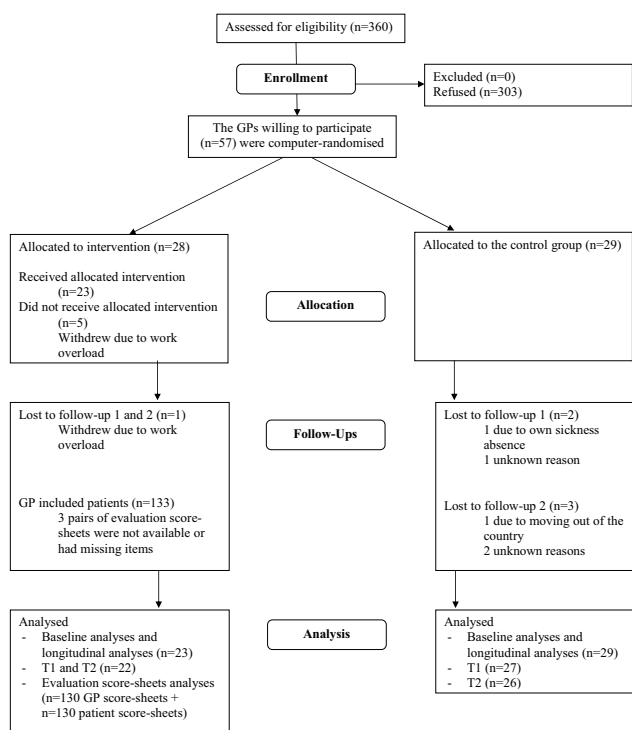 Assessed for eligibility (n=360)
Enrollment
Excluded (n=0)
Refused (n=303)
The GPs willing to participate
(n=57) were computer-randomised
Allocated to intervention (n=28)
Received allocated intervention
(n=23)
Did not receive allocated intervention
(n=5)
Withdrew due to work
overload
Allocation
Allocated to the control group (n=29)
Lost to follow-up 1 and 2 (n=1)
Withdrew due to work
overload
GP included patients (n=133)
3 pairs of evaluation score-
sheets were not available or
had missing items
Follow-Ups
Lost to follow-up 1 (n=2)
1 due to own sickness
absence
1 unknown reason
Lost to follow-up 2 (n=3)
1 due to moving out of the
country
2 unknown reasons
Analysed
- Baseline analyses and
longitudinal analyses (n=23)
- T1 and T2 (n=22)
- Evaluation score-sheets analyses
(n=130 GP score-sheets +
n=130 patient score-sheets)
Analysis
Analysed
- Baseline analyses and
longitudinal analyses (n=29)
- T1 (n=27)
- T2 (n=26)